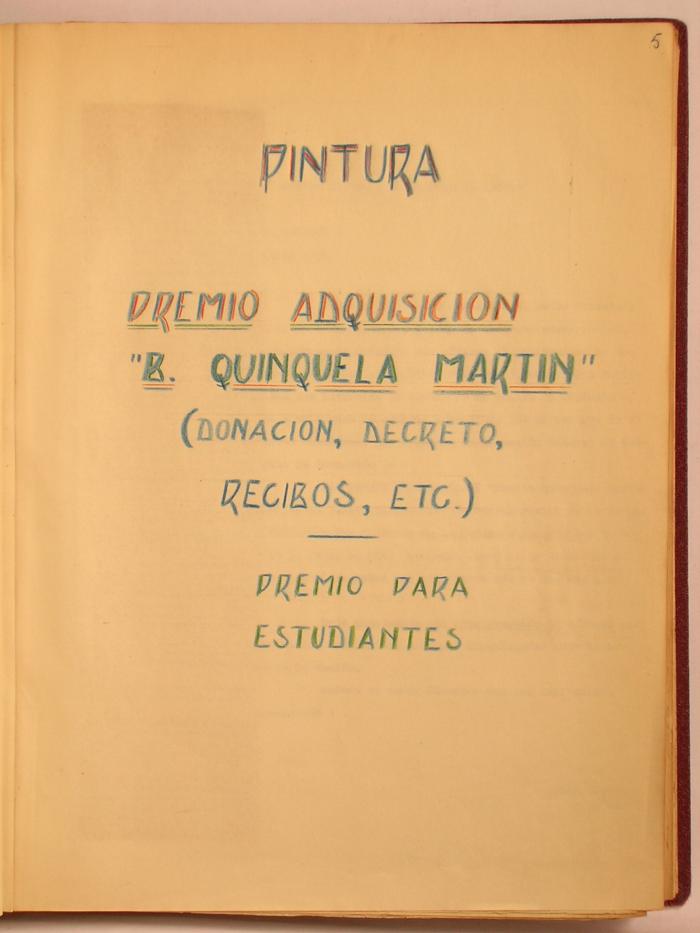 5
PINTURA
PREMIO ADQUISICION
"B. QUINQUELA MARTIN"
(DONACION, DECRETO,
RECIBOS, ETC.)
PREMIO PARA
ESTUDIANTES